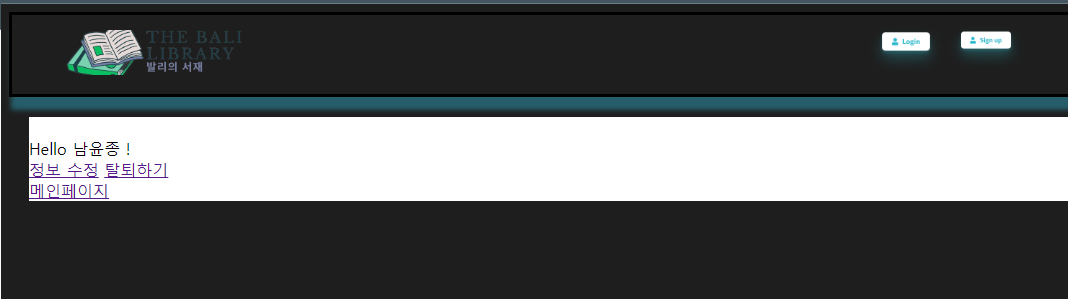 THE BALI
LIBRARY
발리의 서재
Login
Sign up
Hello 남윤종 !
정보 수정 탈퇴하기
메인페이지